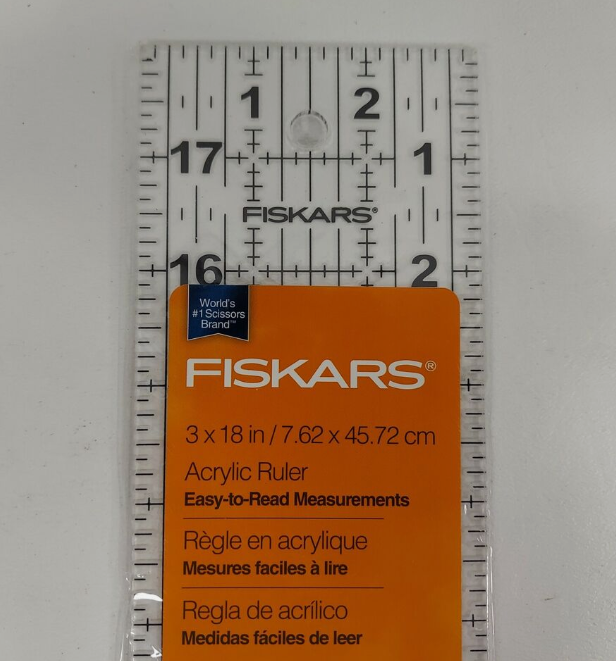 1 2
17 1
FISKARS®
16 2
World's
#1 Scissors
Brand™
FISKARS®
3 x 18 in / 7.62 x 45.72 cm
Acrylic Ruler
Easy-to-Read Measurements
Règle en acrylique
Mesures faciles à lire
Regla de acrílico
Medidas fáciles de leer